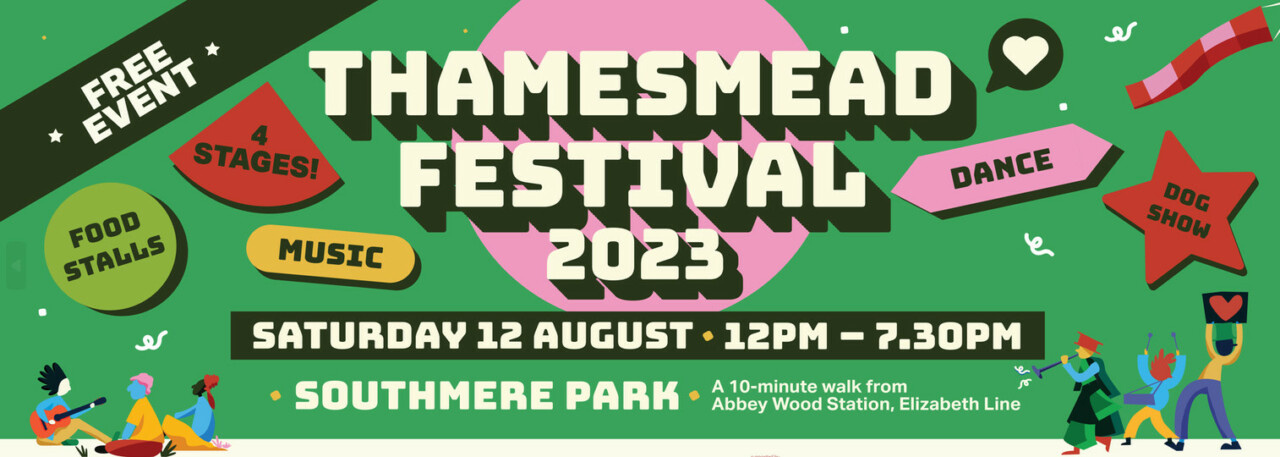 FREE
EVENT
4
STAGES!
FOOD
STALLS
MUSIC
THAMESMEAD
FESTIVAL
2023
DANCE
DOG
SHOW
SATURDAY 12 AUGUST • 12PM – 7.30PM
• SOUTHMERE PARK •
A 10-minute walk from
Abbey Wood Station, Elizabeth Line